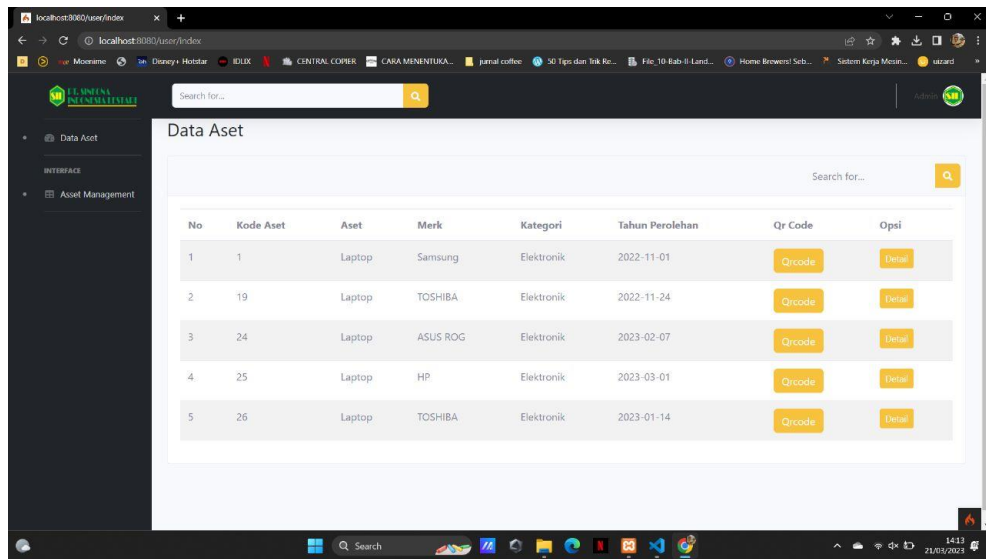 localhost:8080/user/index
localhost:8080/user/index
Moenime
Disney+ Hotstar
IDLIX
CENTRAL COPIER
CARA MENENTUKA...
jurnal coffee
50 Tips dan Trik Re...
File_10-Bab-II-Land...
Home Brewers! Seb...
Sistem Kerja Mesin...
uizard
»
INDONESIA LESTARI
Search for...
Admin
Data Aset
INTERFACE
Asset Management
Data Aset
Search for...
No Kode Aset Aset Merk Kategori Tahun Perolehan Qr Code Opsi
1 1 Laptop Samsung Elektronik 2022-11-01 Qrcode Detail
2 19 Laptop TOSHIBA Elektronik 2022-11-24 Qrcode Detail
3 24 Laptop ASUS ROG Elektronik 2023-02-07 Qrcode Detail
4 25 Laptop HP Elektronik 2023-03-01 Qrcode Detail
5 26 Laptop TOSHIBA Elektronik 2023-01-14 Qrcode Detail
Search
14:13
21/03/2023